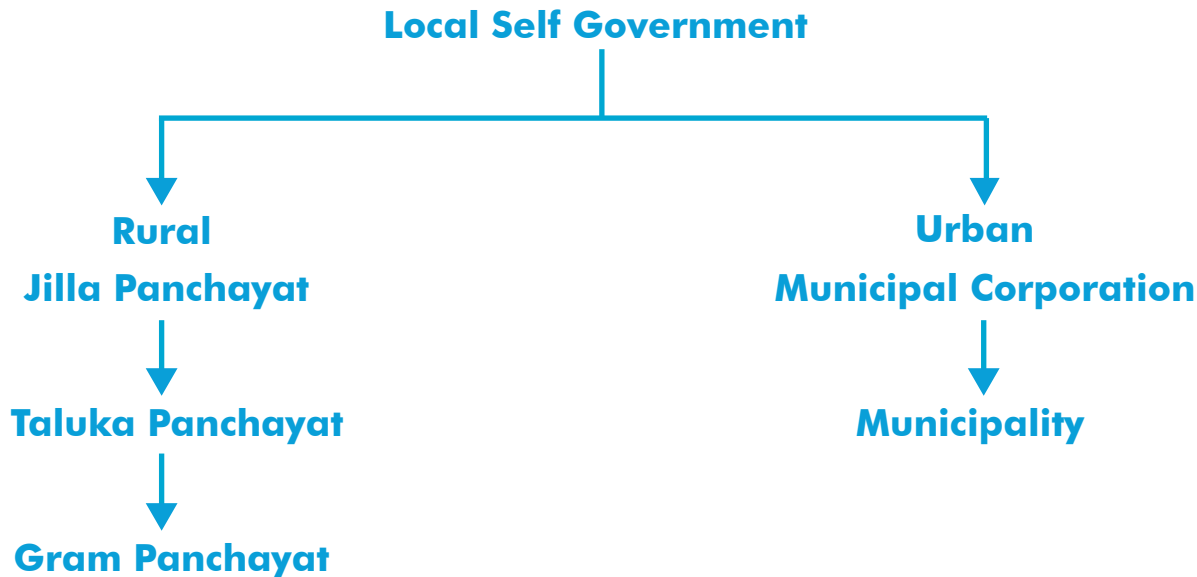 Local Self Government
Rural
Urban
Jilla Panchayat
Municipal Corporation
Taluka Panchayat
Municipality
Gram Panchayat